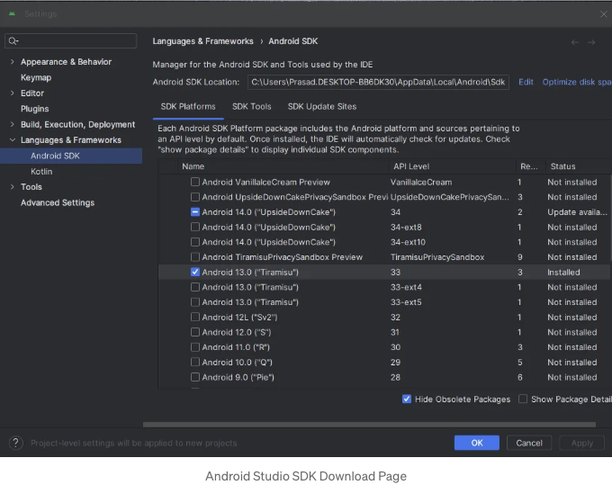 Settings
Languages & Frameworks › Android SDK
Manager for the Android SDK and Tools used by the IDE
Android SDK Location: C:\Users\Prasad.DESKTOP-BB6DK30\AppData\Local\Android\Sdk Edit Optimize disk spa
Appearance & Behavior
Keymap
Editor
Plugins
Build, Execution, Deployment
Languages & Frameworks
Android SDK
Kotlin
Tools
Advanced Settings
SDK Platforms SDK Tools SDK Update Sites
Each Android SDK Platform package includes the Android platform and sources pertaining to
an API level by default. Once installed, the IDE will automatically check for updates. Check
"show package details" to display individual SDK components.
Name API Level Re... Status
Android VanillaIceCream Preview VanillaIceCream 1 Not installed
Android UpsideDownCakePrivacySandbox Previ UpsideDownCakePrivacySan... 3 Not installed
Android 14.0 ("UpsideDownCake") 34 2 Update availa...
Android 14.0 ("UpsideDownCake") 34-ext8 1 Not installed
Android 14.0 ("UpsideDownCake") 34-ext10 1 Not installed
Android TiramisuPrivacySandbox Preview TiramisuPrivacySandbox 9 Not installed
Android 13.0 ("Tiramisu") 33 3 Installed
Android 13.0 ("Tiramisu") 33-ext4 1 Not installed
Android 13.0 ("Tiramisu") 33-ext5 1 Not installed
Android 12L ("Sv2") 32 1 Not installed
Android 12.0 ("S") 31 1 Not installed
Android 11.0 ("R") 30 3 Not installed
Android 10.0 ("Q") 29 5 Not installed
Android 9.0 ("Pie") 28 6 Not installed
Hide Obsolete Packages Show Package Detai
? Project-level settings will be applied to new projects OK Cancel Apply
Android Studio SDK Download Page